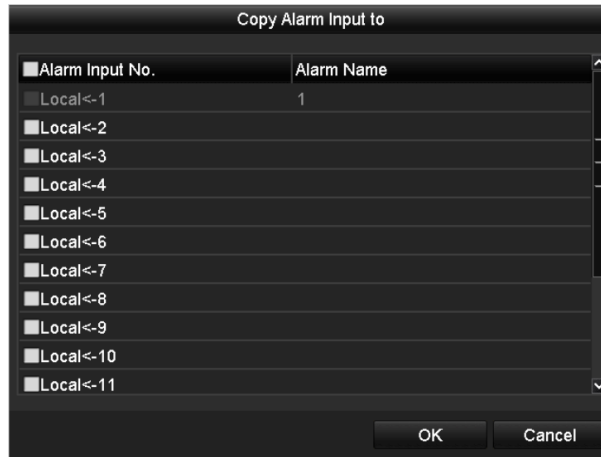 Copy Alarm Input to
Alarm Input No. Alarm Name
Local<-1 1
Local<-2
Local<-3
Local<-4
Local<-5
Local<-6
Local<-7
Local<-8
Local<-9
Local<-10
Local<-11
OK Cancel